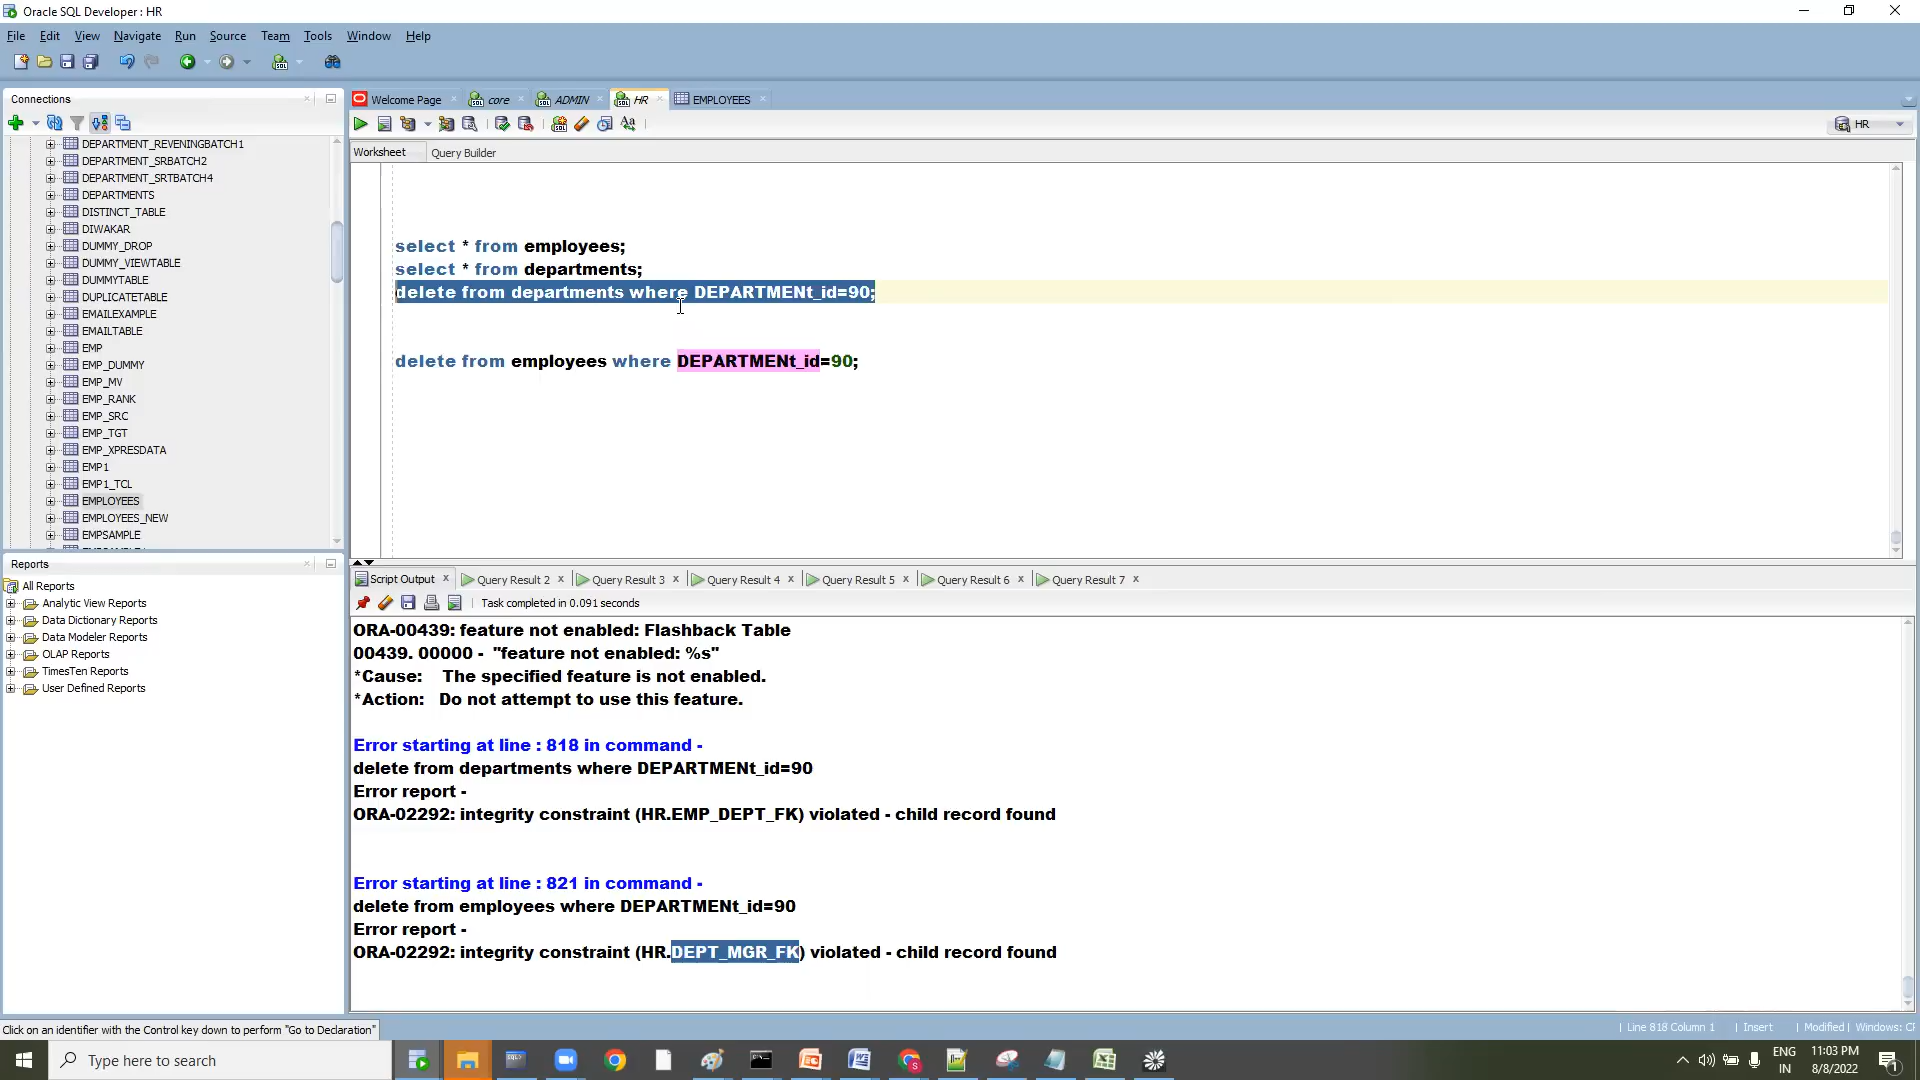 Oracle SQL Developer : HR
File Edit View Navigate Run Source Team Tools Window Help
Connections
Welcome Page core ADMIN HR EMPLOYEES
HR
Worksheet Query Builder
DEPARTMENT_REVENINGBATCH1
DEPARTMENT_SRBATCH2
DEPARTMENT_SRTBATCH4
DEPARTMENTS
DISTINCT_TABLE
DIWAKAR
DUMMY_DROP
DUMMY_VIEWTABLE
DUMMYTABLE
DUPLICATETABLE
EMAILEXAMPLE
EMAILTABLE
EMP
EMP_DUMMY
EMP_MV
EMP_RANK
EMP_SRC
EMP_TGT
EMP_XPRESDATA
EMP1
EMP1_TCL
EMPLOYEES
EMPLOYEES_NEW
EMPSAMPLE
select * from employees;
select * from departments;
delete from departments where DEPARTMENt_id=90;
delete from employees where DEPARTMENt_id=90;
Reports
All Reports
Analytic View Reports
Data Dictionary Reports
Data Modeler Reports
OLAP Reports
TimesTen Reports
User Defined Reports
Script Output Query Result 2 Query Result 3 Query Result 4 Query Result 5 Query Result 6 Query Result 7
Task completed in 0.091 seconds
ORA-00439: feature not enabled: Flashback Table
00439. 00000 - "feature not enabled: %s"
*Cause: The specified feature is not enabled.
*Action: Do not attempt to use this feature.
Error starting at line : 818 in command -
delete from departments where DEPARTMENt_id=90
Error report -
ORA-02292: integrity constraint (HR.EMP_DEPT_FK) violated - child record found
Error starting at line : 821 in command -
delete from employees where DEPARTMENt_id=90
Error report -
ORA-02292: integrity constraint (HR.DEPT_MGR_FK) violated - child record found
Click on an identifier with the Control key down to perform "Go to Declaration"
Line 818 Column 1 Insert Modified Windows: CF
Type here to search
ENG
IN
11:03 PM
8/8/2022